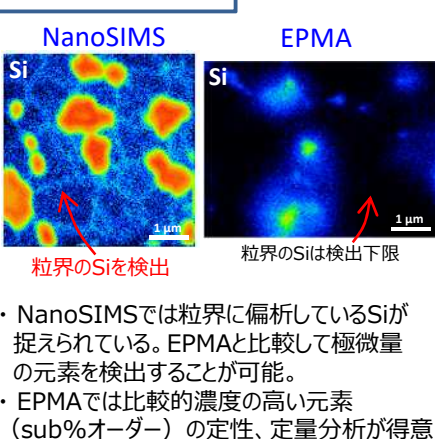 NanoSIMS
EPMA
Si
Si
1 μm
1 μm
粒界のSiを検出
粒界のSiは検出下限
・ NanoSIMSでは粒界に偏析しているSiが
捉えられている。EPMAと比較して極微量
の元素を検出することが可能。
・ EPMAでは比較的濃度の高い元素
（sub%オーダー）の定性、定量分析が得意